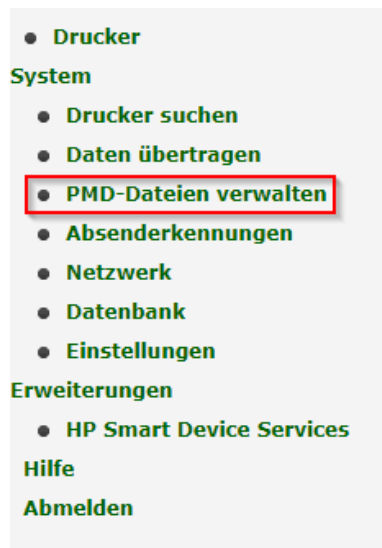 Drucker
System
Drucker suchen
Daten übertragen
PMD-Dateien verwalten
Absenderkennungen
Netzwerk
Datenbank
Einstellungen
Erweiterungen
HP Smart Device Services
Hilfe
Abmelden